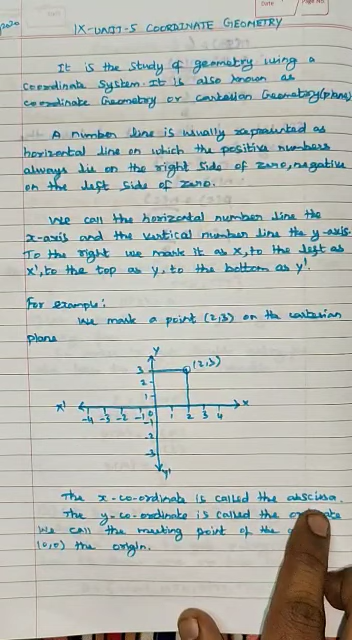 2020
Date
Page No.
IX-UNIT-5 COORDINATE GEOMETRY
It is the study of geometry using a
coordinate system. It is also known as
coordinate Geometry or cartesian Geometry(plane)
A number line is usually represented as
horizontal line on which the positive numbers
always lie on the right side of zero, negative
on the left side of zero.
We call the horizontal number line the
x-axis and the vertical number line the y-axis.
To the right we mark it as x, to the left as
x', to the top as y, to the bottom as y'.
For example:
We mark a point (2,3) on the cartesian
plane
y
3 (2,3)
2
1
x' -4 -3 -2 -1 0 1 2 3 4 x
-1
-2
-3
y'
The x-co-ordinate is called the abscissa.
The y-co-ordinate is called the
We call the meeting point of the
(0,0) the origin.